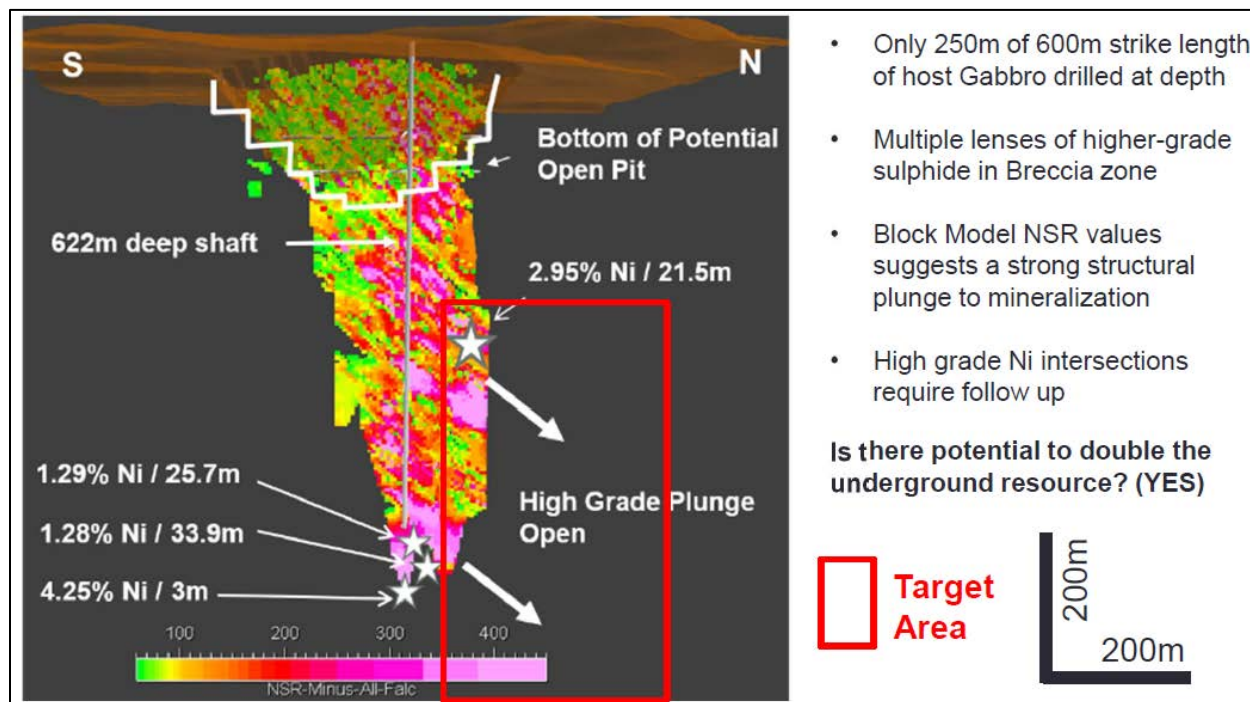 S
N
Bottom of Potential
Open Pit
622m deep shaft
2.95% Ni / 21.5m
1.29% Ni / 25.7m
1.28% Ni / 33.9m
4.25% Ni / 3m
High Grade Plunge
Open
100 200 300 400
NSR-Minus-All-Falc
• Only 250m of 600m strike length
of host Gabbro drilled at depth
• Multiple lenses of higher-grade
sulphide in Breccia zone
• Block Model NSR values
suggests a strong structural
plunge to mineralization
• High grade Ni intersections
require follow up
Is there potential to double the
underground resource? (YES)
Target
Area
200m
200m